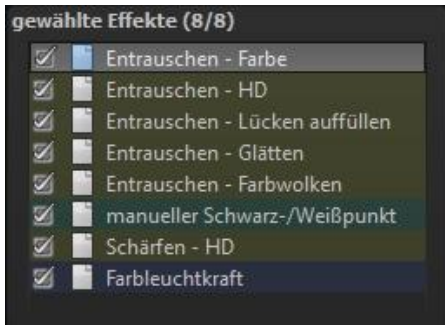 gewählte Effekte (8/8)
Entrauschen - Farbe
Entrauschen - HD
Entrauschen - Lücken auffüllen
Entrauschen - Glätten
Entrauschen - Farbwolken
manueller Schwarz-/Weißpunkt
Schärfen - HD
Farbleuchtkraft